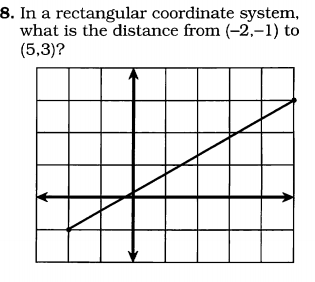 8. In a rectangular coordinate system,
what is the distance from (–2,–1) to
(5,3)?